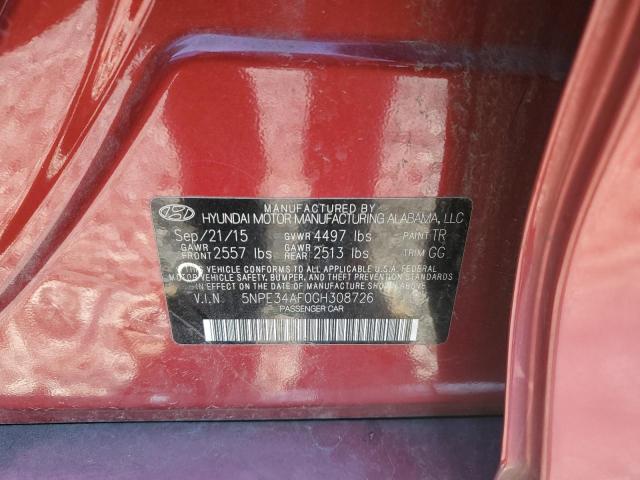 MANUFACTURED BY
HYUNDAI MOTOR MANUFACTURING ALABAMA, LLC
Sep/21/15 GVWR 4497 lbs PAINT TR
GAWR FRONT 2557 lbs GAWR REAR 2513 lbs TRIM GG
THIS VEHICLE CONFORMS TO ALL APPLICABLE U.S.A. FEDERAL
MOTOR VEHICLE SAFETY, BUMPER, AND THEFT PREVENTION STANDARDS
IN EFFECT ON THE DATE OF MANUFACTURE SHOWN ABOVE.
V.I.N. 5NPE34AF0GH308726
PASSENGER CAR